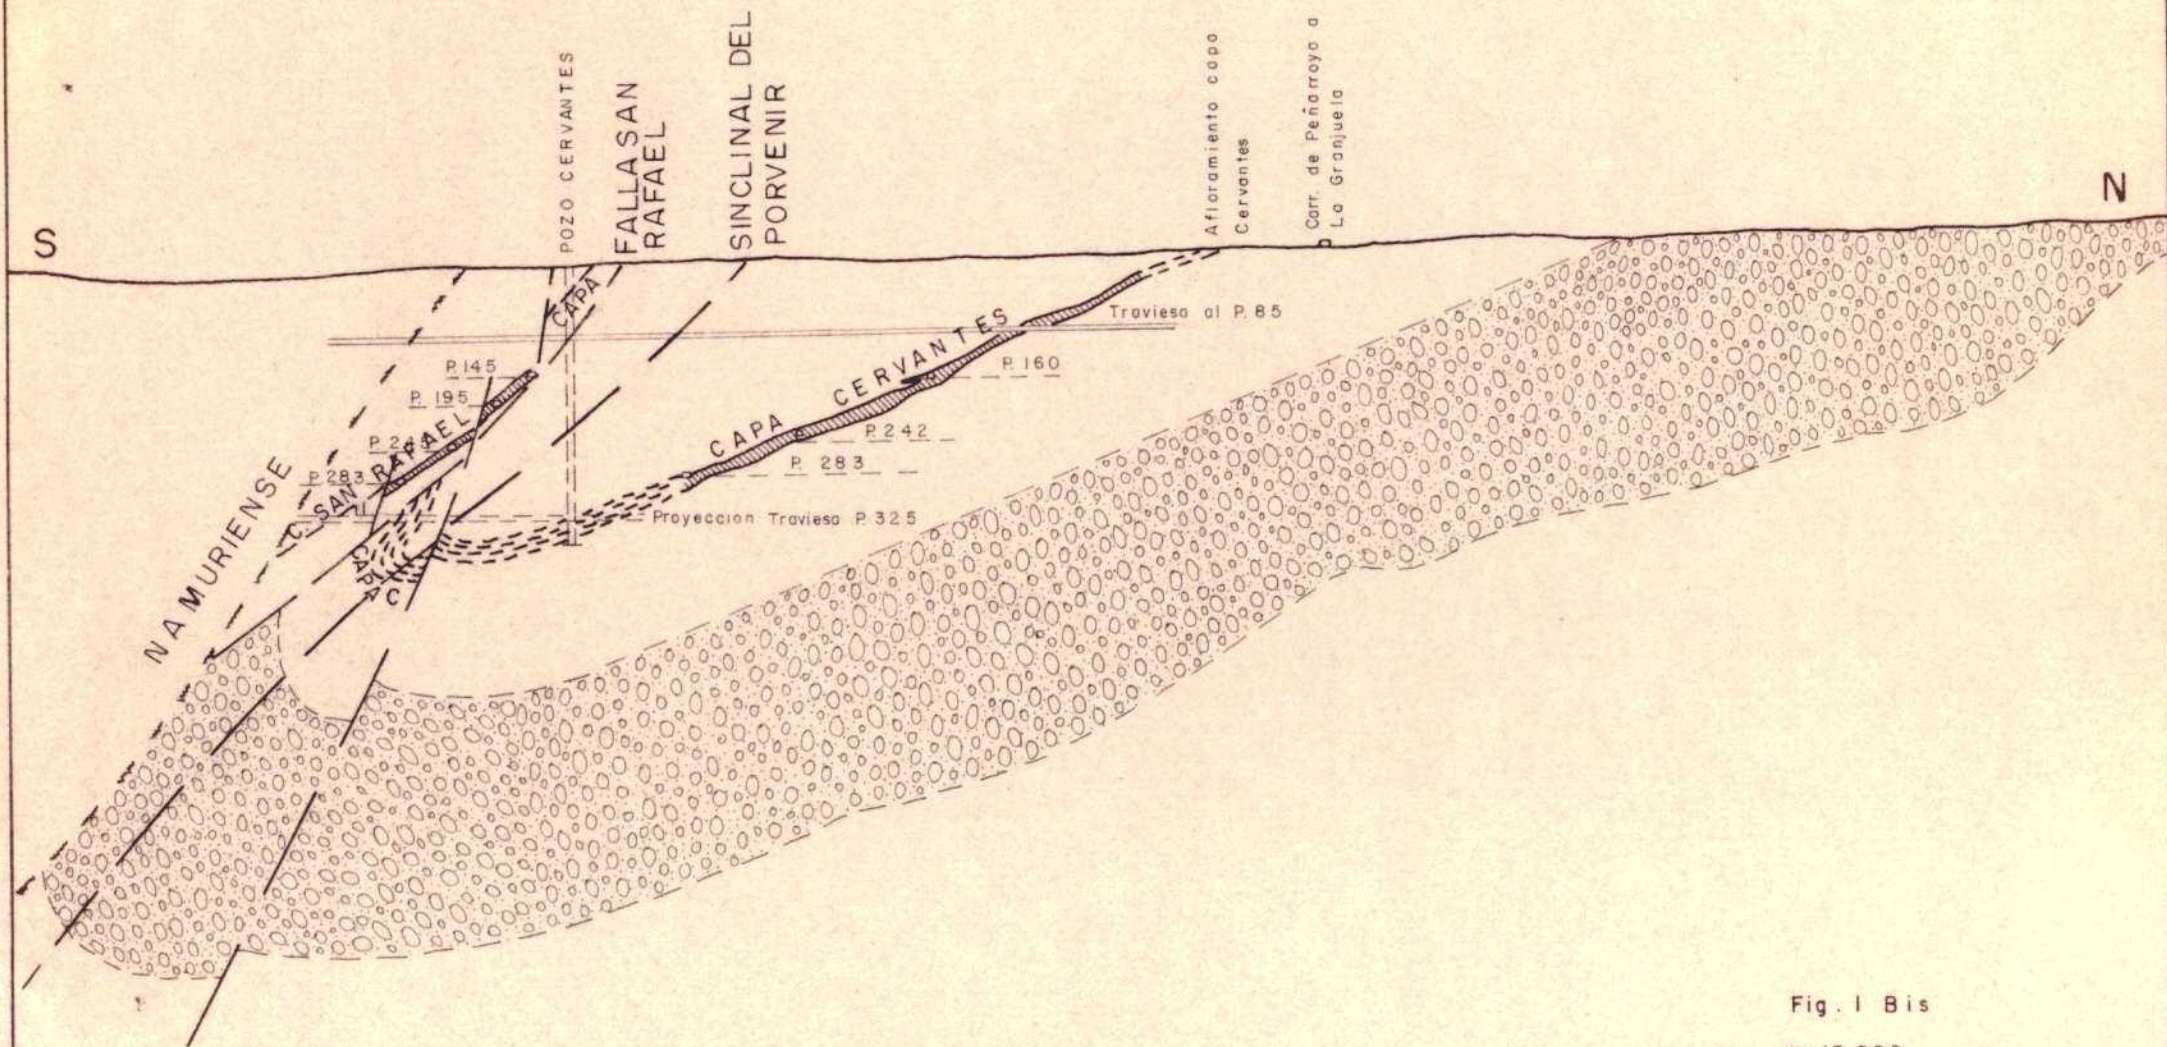 S
N
POZO CERVANTES
FALLA SAN
RAFAEL
SINCLINAL DEL
PORVENIR
Afloramiento capa
Cervantes
Carr. de Peñarroya a
La Granjuela
CAPA
Traviesa al P. 85
P. 145
P. 160
P. 195
CAPA CERVANTES
P. 242
P. 283
P. 283
C. SAN RAFAEL
Proyeccion Traviesa P. 325
CAPA C
NAMURIENSE
Fig. 1 Bis